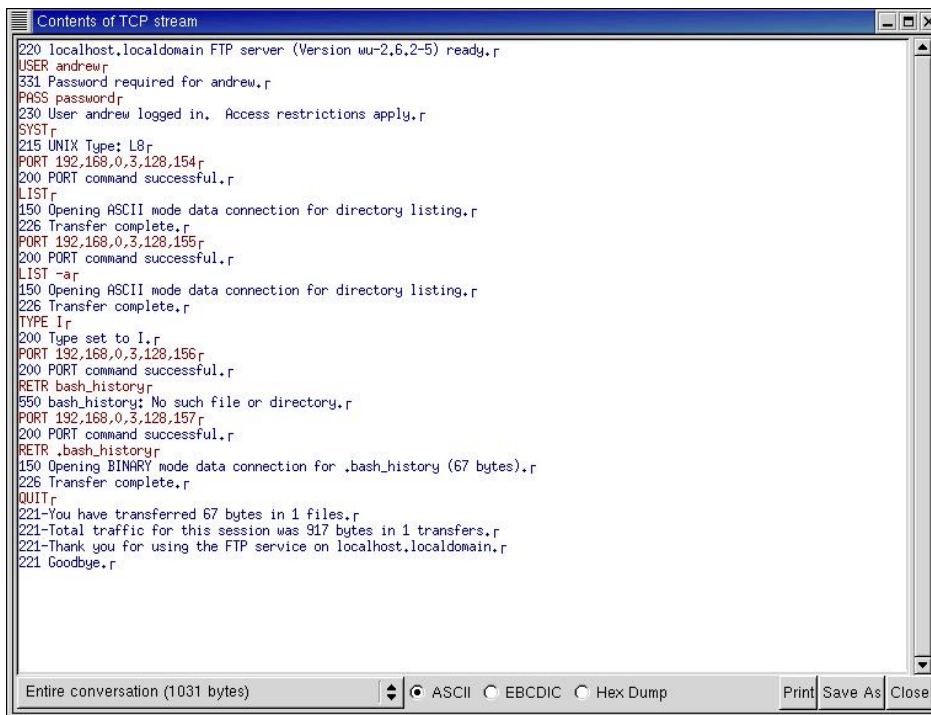 Contents of TCP stream
220 localhost.localdomain FTP server (Version wu-2.6.2-5) ready.
USER andrew
331 Password required for andrew.
PASS password
230 User andrew logged in.  Access restrictions apply.
SYST
215 UNIX Type: L8
PORT 192,168,0,3,128,154
200 PORT command successful.
LIST
150 Opening ASCII mode data connection for directory listing.
226 Transfer complete.
PORT 192,168,0,3,128,155
200 PORT command successful.
LIST -a
150 Opening ASCII mode data connection for directory listing.
226 Transfer complete.
TYPE I
200 Type set to I.
PORT 192,168,0,3,128,156
200 PORT command successful.
RETR bash_history
550 bash_history: No such file or directory.
PORT 192,168,0,3,128,157
200 PORT command successful.
RETR .bash_history
150 Opening BINARY mode data connection for .bash_history (67 bytes).
226 Transfer complete.
QUIT
221-You have transferred 67 bytes in 1 files.
221-Total traffic for this session was 917 bytes in 1 transfers.
221-Thank you for using the FTP service on localhost.localdomain.
221 Goodbye.
Entire conversation (1031 bytes) ASCII EBCDIC Hex Dump Print Save As Close